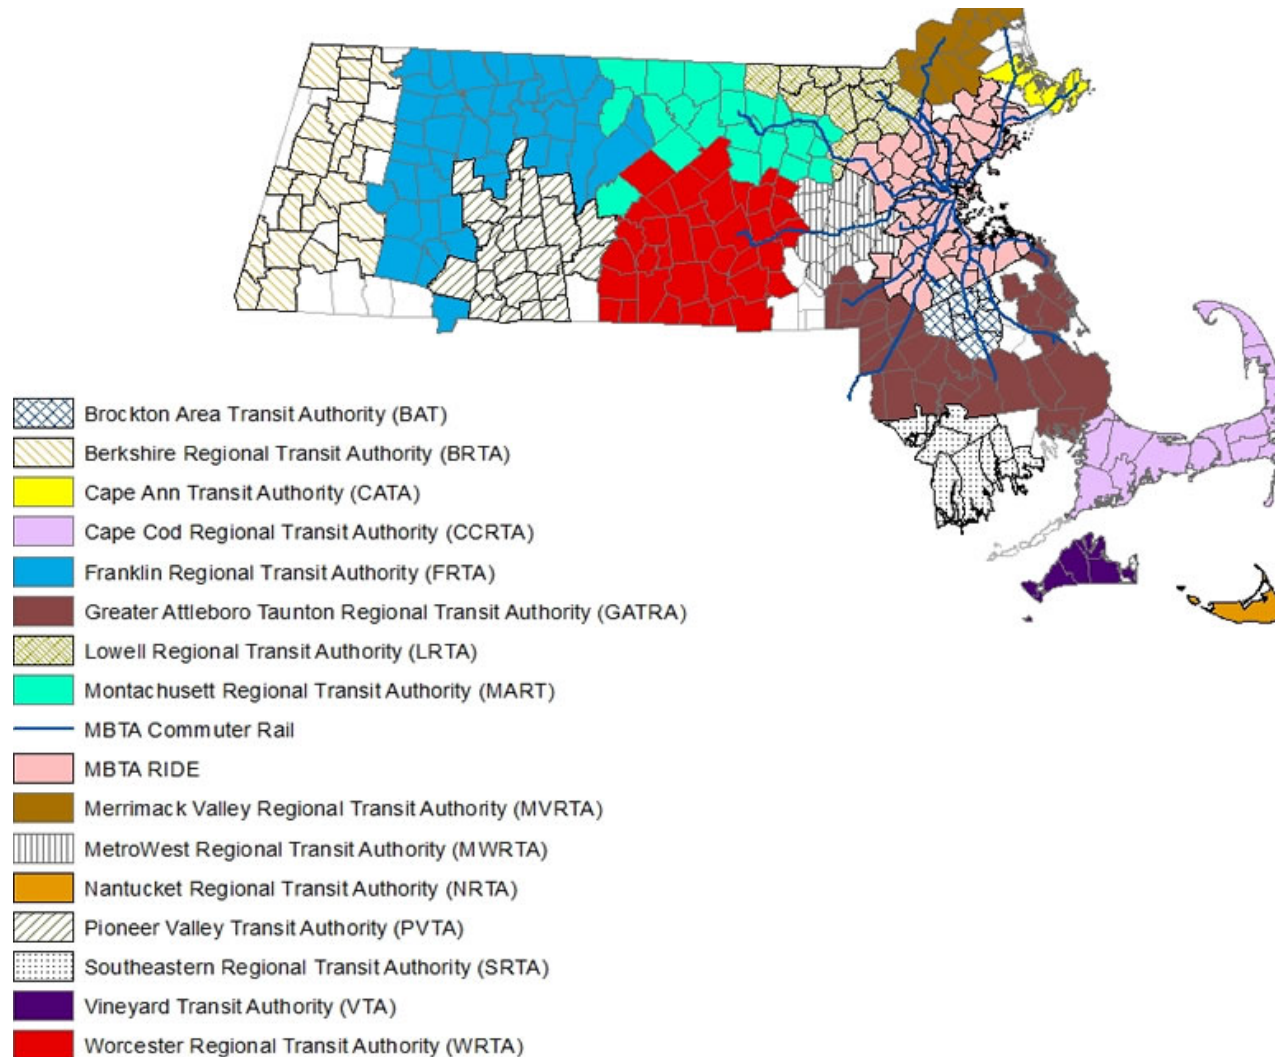 Brockton Area Transit Authority (BAT)
Berkshire Regional Transit Authority (BRTA)
Cape Ann Transit Authority (CATA)
Cape Cod Regional Transit Authority (CCRTA)
Franklin Regional Transit Authority (FRTA)
Greater Attleboro Taunton Regional Transit Authority (GATRA)
Lowell Regional Transit Authority (LRTA)
Montachusett Regional Transit Authority (MART)
MBTA Commuter Rail
MBTA RIDE
Merrimack Valley Regional Transit Authority (MVRTA)
MetroWest Regional Transit Authority (MWRTA)
Nantucket Regional Transit Authority (NRTA)
Pioneer Valley Transit Authority (PVTA)
Southeastern Regional Transit Authority (SRTA)
Vineyard Transit Authority (VTA)
Worcester Regional Transit Authority (WRTA)